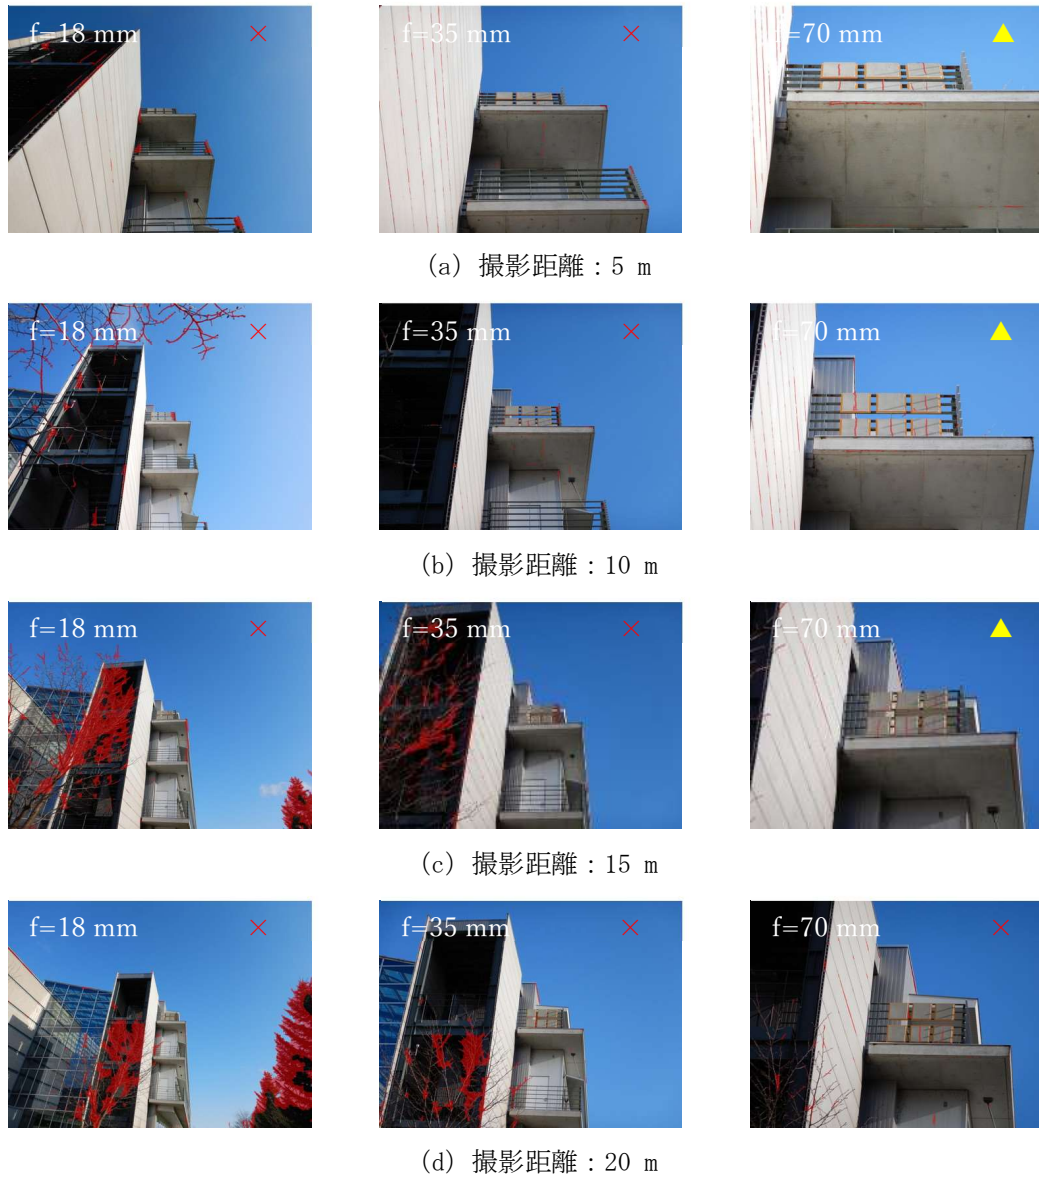 f=18 mm ×
f=35 mm ×
f=70 mm ▲
(a) 撮影距離：5 m
f=18 mm ×
f=35 mm ×
f=70 mm ▲
(b) 撮影距離：10 m
f=18 mm ×
f=35 mm ×
f=70 mm ▲
(c) 撮影距離：15 m
f=18 mm ×
f=35 mm ×
f=70 mm ×
(d) 撮影距離：20 m